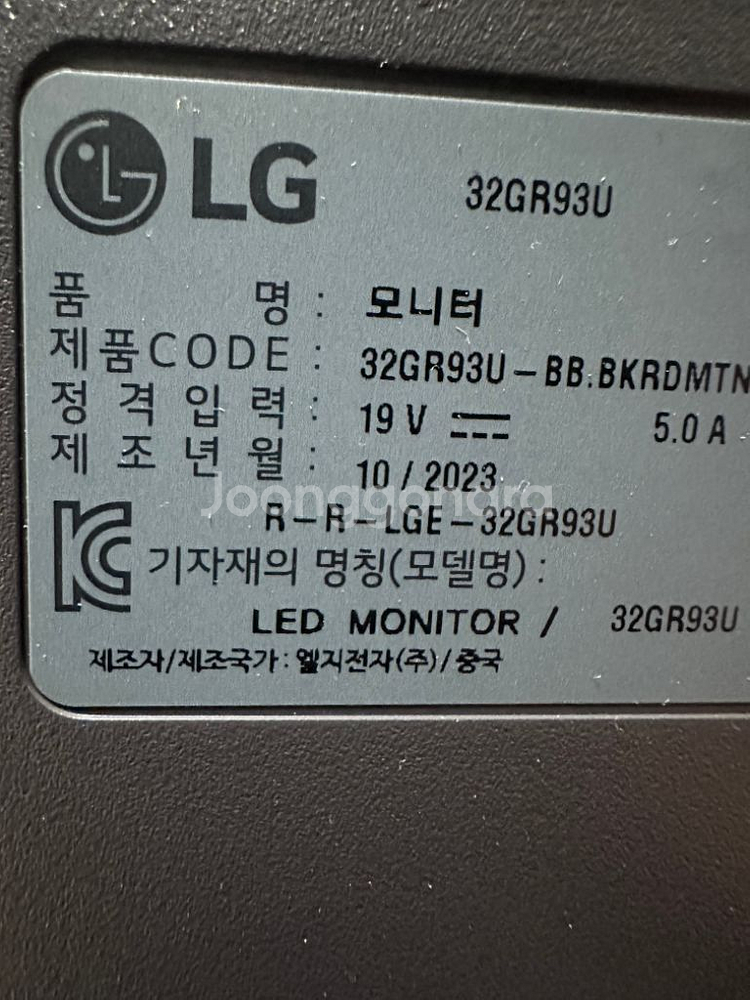 LG 32GR93U
품 명 : 모니터
제품CODE : 32GR93U-BB.BKRDMTN
정격입력 : 19 V 5.0 A
제조년월 : 10 / 2023
Joonggonara
R-R-LGE-32GR93U
기자재의 명칭(모델명) :
LED MONITOR / 32GR93U
제조자/제조국가 : 엘지전자(주)/중국